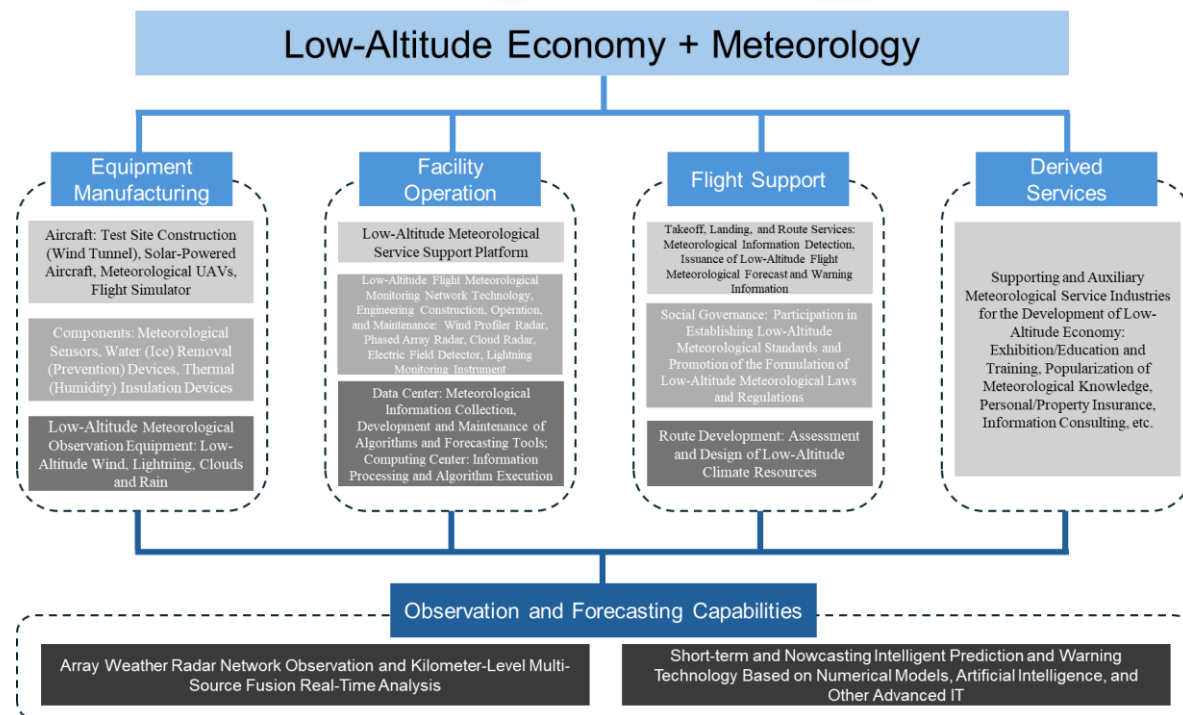 Low-Altitude Economy + Meteorology
Equipment
Manufacturing
Aircraft: Test Site Construction
(Wind Tunnel), Solar-Powered
Aircraft, Meteorological UAVs,
Flight Simulator
Components: Meteorological
Sensors, Water (Ice) Removal
(Prevention) Devices, Thermal
(Humidity) Insulation Devices
Low-Altitude Meteorological
Observation Equipment: Low-
Altitude Wind, Lightning, Clouds
and Rain
Facility
Operation
Low-Altitude Meteorological
Service Support Platform
Low-Altitude Flight Meteorological
Monitoring Network Technology,
Engineering Construction, Operation,
and Maintenance: Wind Profiler Radar,
Phased Array Radar, Cloud Radar,
Electric Field Detector, Lightning
Monitoring Instrument
Data Center: Meteorological
Information Collection,
Development and Maintenance of
Algorithms and Forecasting Tools;
Computing Center: Information
Processing and Algorithm Execution
Flight Support
Takeoff, Landing, and Route Services:
Meteorological Information Detection,
Issuance of Low-Altitude Flight
Meteorological Forecast and Warning
Information
Social Governance: Participation in
Establishing Low-Altitude
Meteorological Standards and
Promotion of the Formulation of
Low-Altitude Meteorological Laws
and Regulations
Route Development: Assessment
and Design of Low-Altitude
Climate Resources
Derived
Services
Supporting and Auxiliary
Meteorological Service Industries
for the Development of Low-
Altitude Economy:
Exhibition/Education and
Training, Popularization of
Meteorological Knowledge,
Personal/Property Insurance,
Information Consulting, etc.
Observation and Forecasting Capabilities
Array Weather Radar Network Observation and Kilometer-Level Multi-
Source Fusion Real-Time Analysis
Short-term and Nowcasting Intelligent Prediction and Warning
Technology Based on Numerical Models, Artificial Intelligence, and
Other Advanced IT